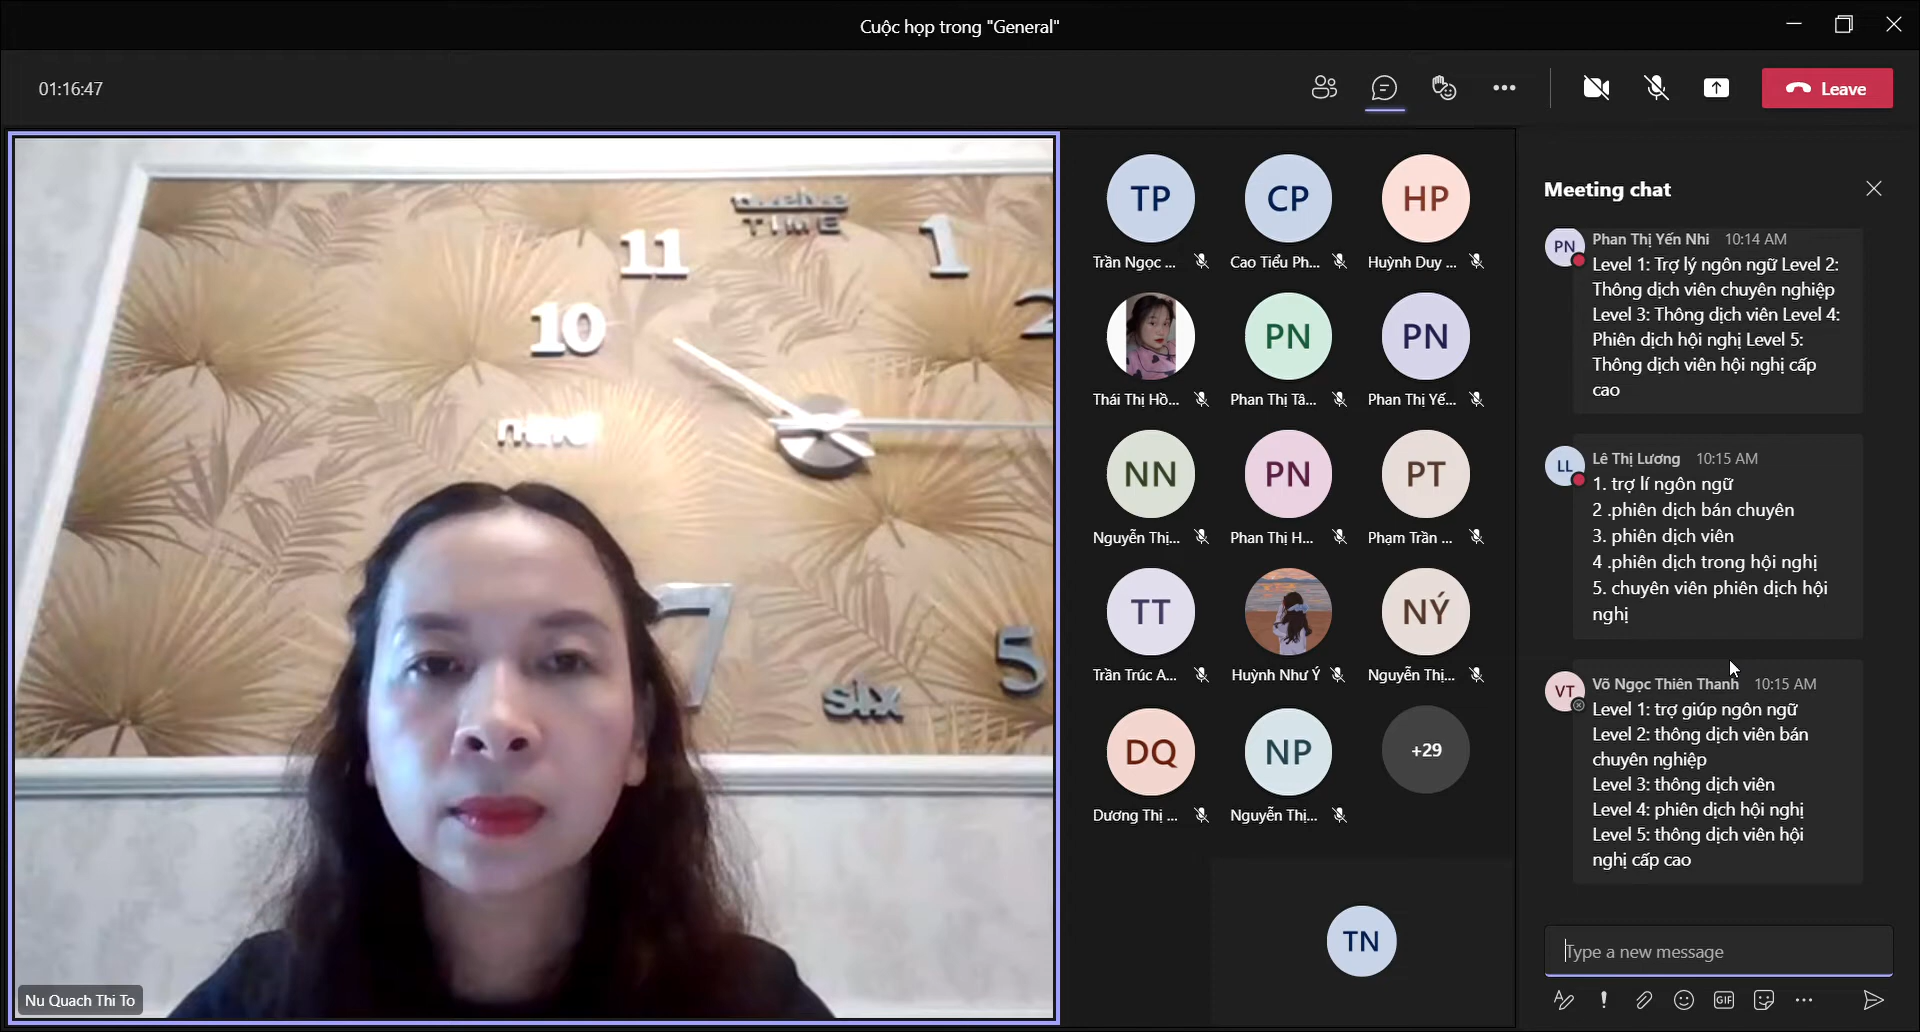 Cuộc họp trong "General"
01:16:47
Leave
TIME
11
1
10
2
7
5
six
Nu Quach Thi To
TP
CP
HP
Trần Ngọc ...
Cao Tiểu Ph...
Huỳnh Duy ...
PN
PN
Thái Thị Hồ...
Phan Thị Tâ...
Phan Thị Yế...
NN
PN
PT
Nguyễn Thị...
Phan Thị H...
Phạm Trần ...
TT
NÝ
Trần Trúc A...
Huỳnh Như Ý
Nguyễn Thị...
DQ
NP
+29
Dương Thị ...
Nguyễn Thị...
TN
Meeting chat
PN
Phan Thị Yến Nhi 10:14 AM
Level 1: Trợ lý ngôn ngữ Level 2:
Thông dịch viên chuyên nghiệp
Level 3: Thông dịch viên Level 4:
Phiên dịch hội nghị Level 5:
Thông dịch viên hội nghị cấp
cao
LL
Lê Thị Lương 10:15 AM
1. trợ lí ngôn ngữ
2 .phiên dịch bán chuyên
3. phiên dịch viên
4 .phiên dịch trong hội nghị
5. chuyên viên phiên dịch hội
nghị
VT
Võ Ngọc Thiên Thanh 10:15 AM
Level 1: trợ giúp ngôn ngữ
Level 2: thông dịch viên bán
chuyên nghiệp
Level 3: thông dịch viên
Level 4: phiên dịch hội nghị
Level 5: thông dịch viên hội
nghị cấp cao
Type a new message
GIF